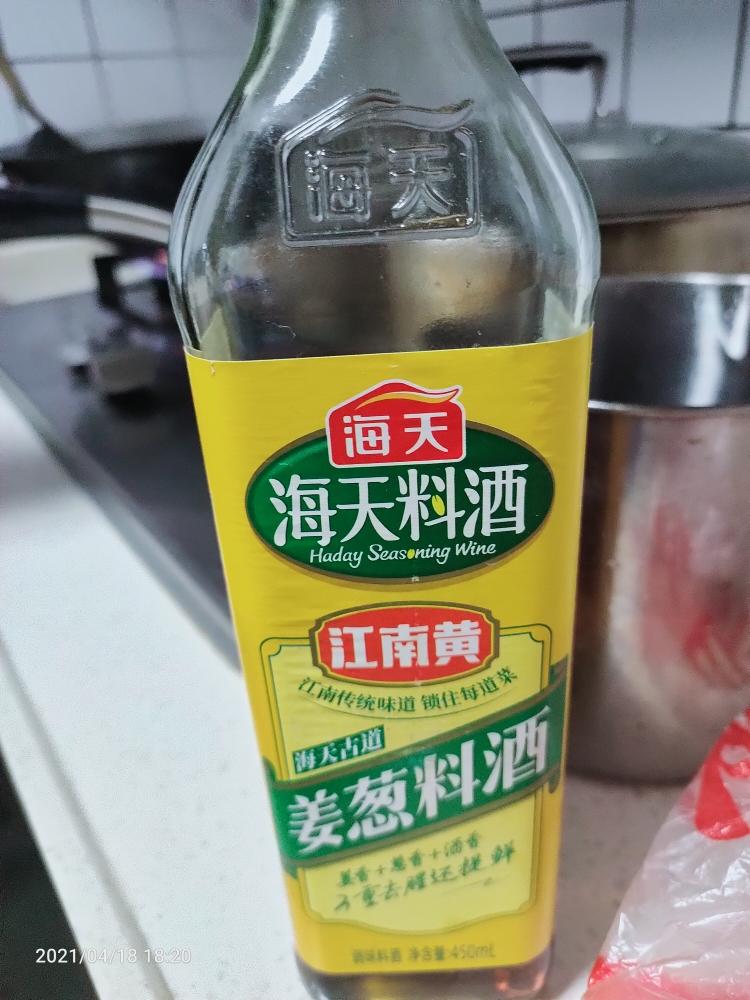 海天
海天
海天料酒
Haday Seasoning Wine
江南黄
江南传统味道 锁住每道菜
海天古道
姜葱料酒
姜香+葱香+酒香
三重去腥还提鲜
调味料酒 净含量:450mL
2021/04/18 18:20